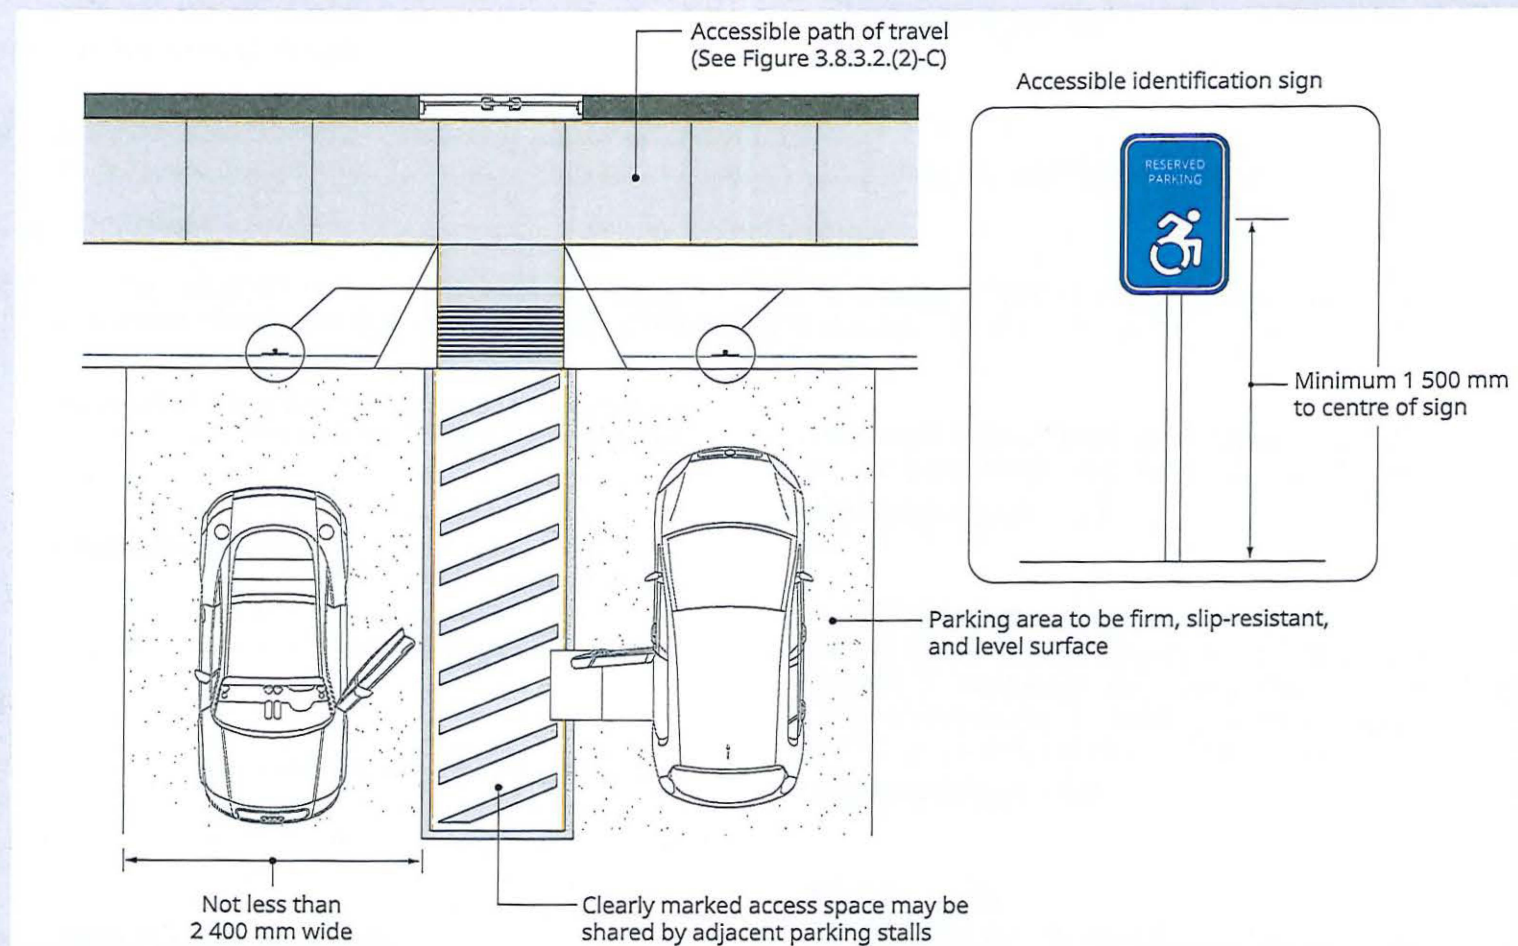 Accessible path of travel
(See Figure 3.8.3.2.(2)-C)
Accessible identification sign
RESERVED
PARKING
Minimum 1 500 mm
to centre of sign
Parking area to be firm, slip-resistant,
and level surface
Not less than
2 400 mm wide
Clearly marked access space may be
shared by adjacent parking stalls